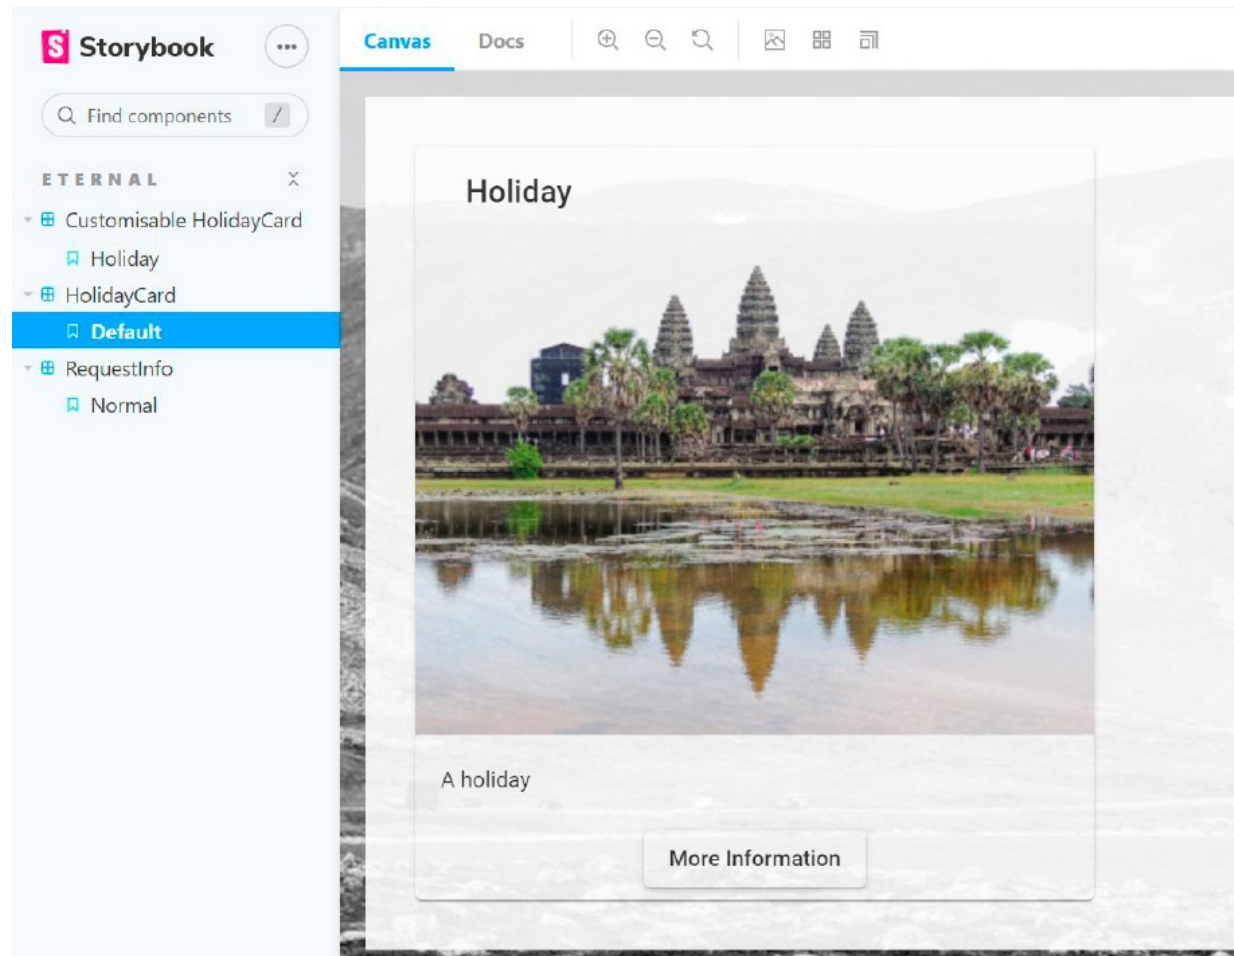 Storybook
Canvas
Docs
Find components
/
ETERNAL
Customisable HolidayCard
Holiday
HolidayCard
Default
RequestInfo
Normal
Holiday
A holiday
More Information